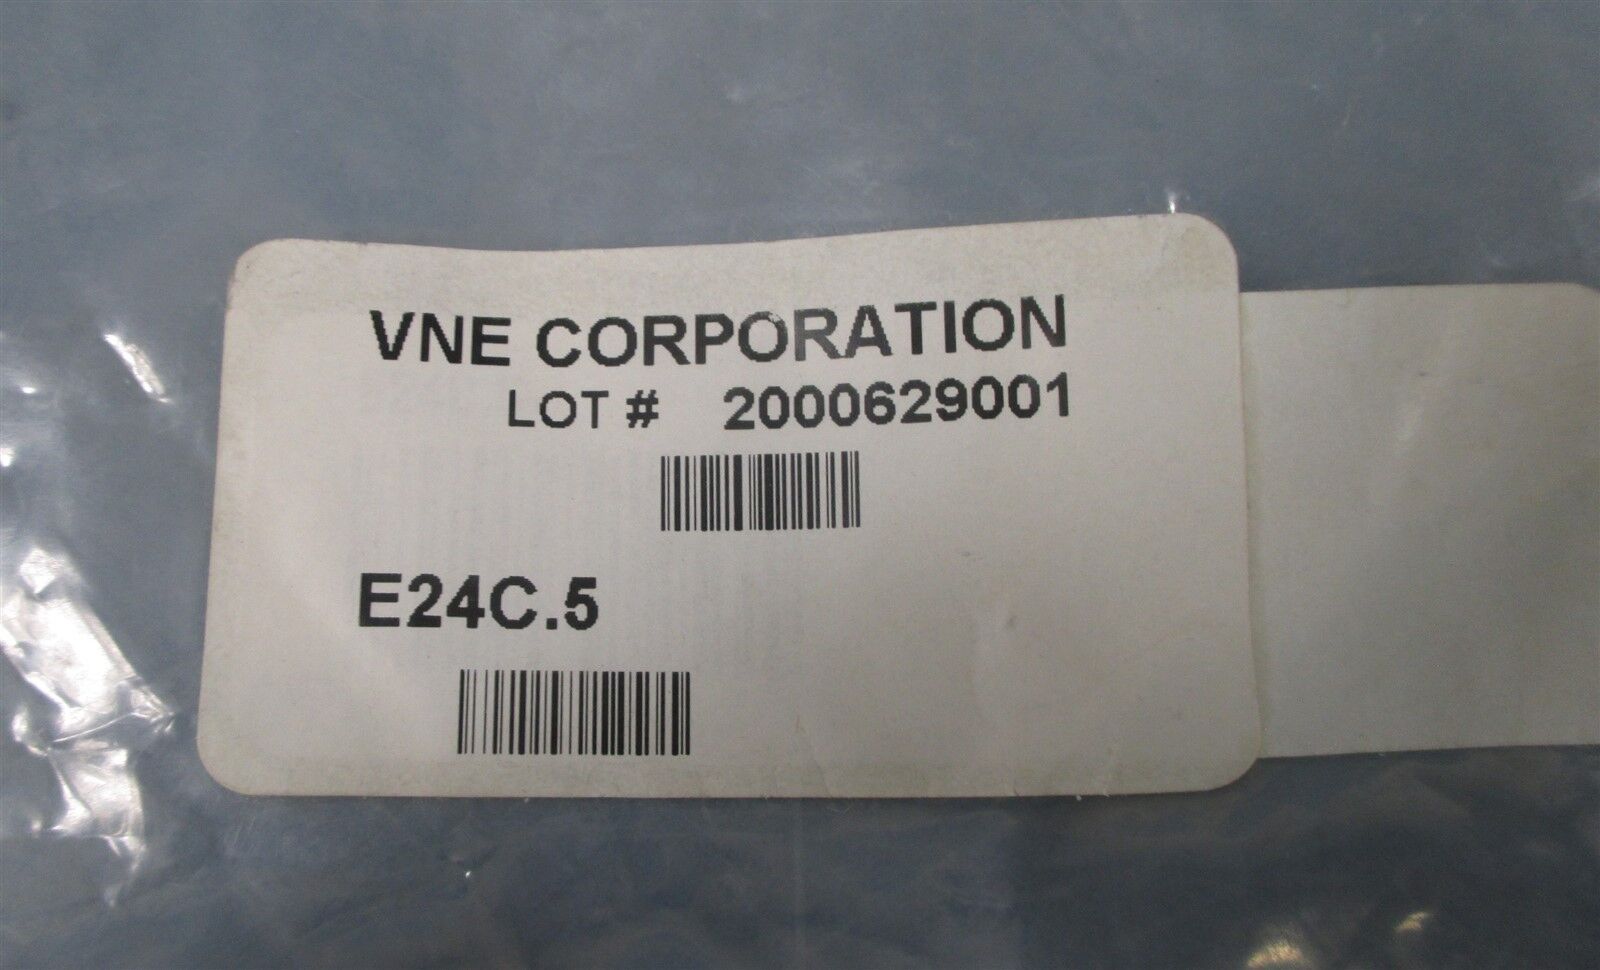 VNE CORPORATION
LOT # 2000629001
E24C.5